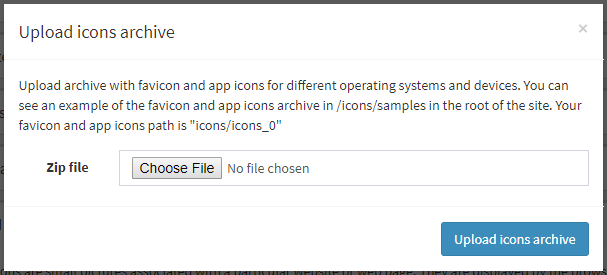 Upload icons archive
×
Upload archive with favicon and app icons for different operating systems and devices. You can
see an example of the favicon and app icons archive in /icons/samples in the root of the site. Your
favicon and app icons path is "icons/icons_0"
Zip file Choose File No file chosen
Upload icons archive